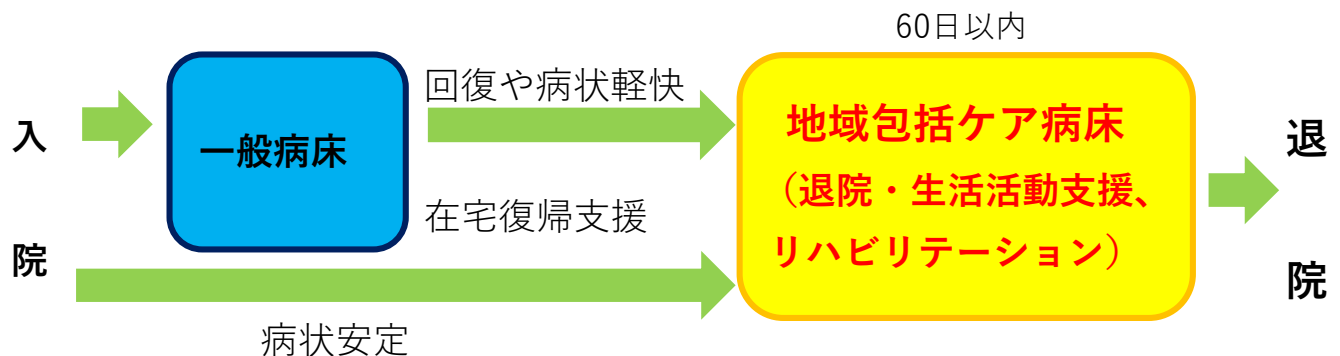 60日以内
入院
一般病床
回復や病状軽快
在宅復帰支援
病状安定
地域包括ケア病床
（退院・生活活動支援、
リハビリテーション）
退院